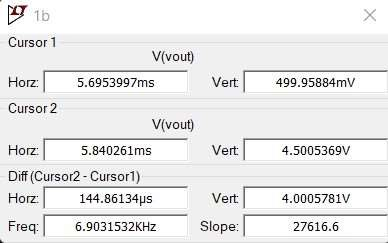 1b
Cursor 1
V(vout)
Horz: 5.6953997ms Vert: 499.95884mV
Cursor 2
V(vout)
Horz: 5.840261ms Vert: 4.5005369V
Diff (Cursor2 - Cursor1)
Horz: 144.86134µs Vert: 4.0005781V
Freq: 6.9031532KHz Slope: 27616.6